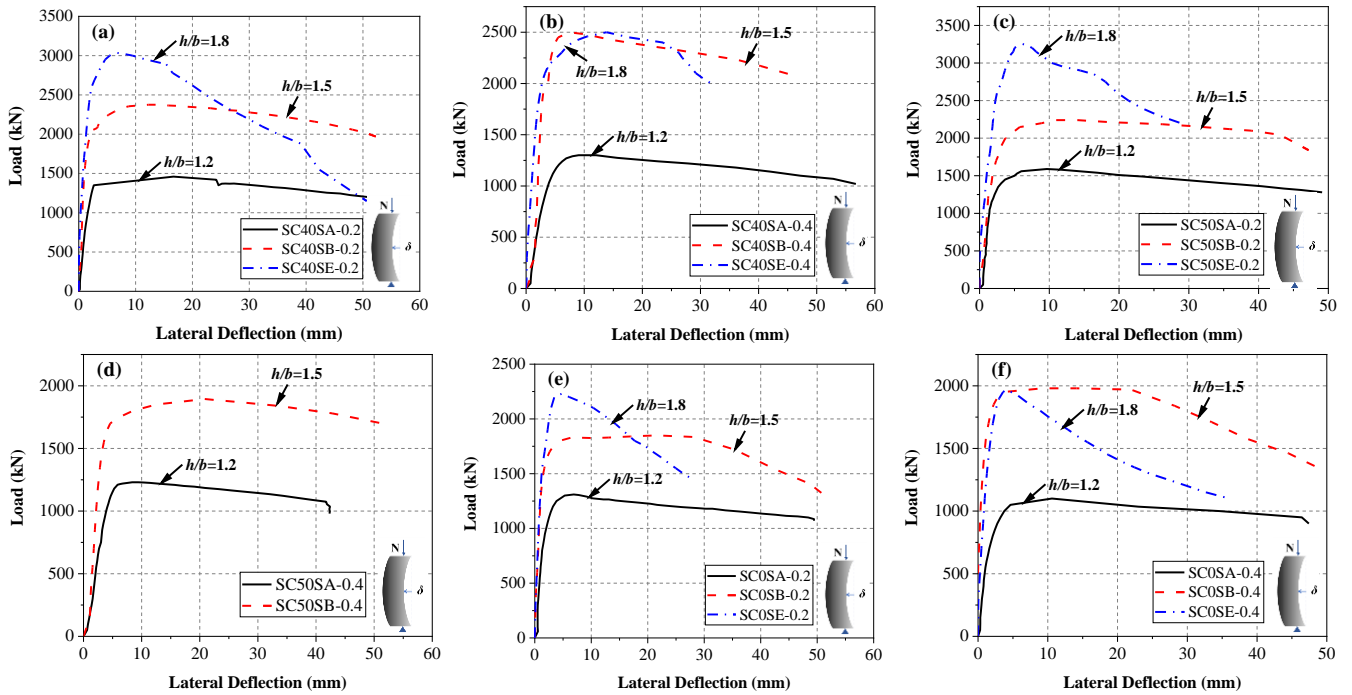 (a)
h/b=1.8
h/b=1.5
h/b=1.2
3500
3000
2500
2000
1500
1000
500
0
Load (kN)
0 10 20 30 40 50 60
Lateral Deflection (mm)
SC40SA-0.2
SC40SB-0.2
SC40SE-0.2
N
δ
(b)
h/b=1.5
h/b=1.8
h/b=1.2
2500
2000
1500
1000
500
0
Load (kN)
0 10 20 30 40 50 60
Lateral Deflection (mm)
SC40SA-0.4
SC40SB-0.4
SC40SE-0.4
N
δ
(c)
h/b=1.8
h/b=1.5
h/b=1.2
3500
3000
2500
2000
1500
1000
500
0
Load (kN)
0 10 20 30 40 50
Lateral Deflection (mm)
SC50SA-0.2
SC50SB-0.2
SC50SE-0.2
N
δ
(d)
h/b=1.5
h/b=1.2
2000
1500
1000
500
0
Load (kN)
0 10 20 30 40 50 60
Lateral Deflection (mm)
SC50SA-0.4
SC50SB-0.4
N
δ
(e)
h/b=1.8
h/b=1.5
h/b=1.2
2500
2000
1500
1000
500
0
Load (kN)
0 10 20 30 40 50 60
Lateral Deflection (mm)
SC0SA-0.2
SC0SB-0.2
SC0SE-0.2
N
δ
(f)
h/b=1.5
h/b=1.8
h/b=1.2
2000
1500
1000
500
0
Load (kN)
0 10 20 30 40 50
Lateral Deflection (mm)
SC0SA-0.4
SC0SB-0.4
SC0SE-0.4
N
δ